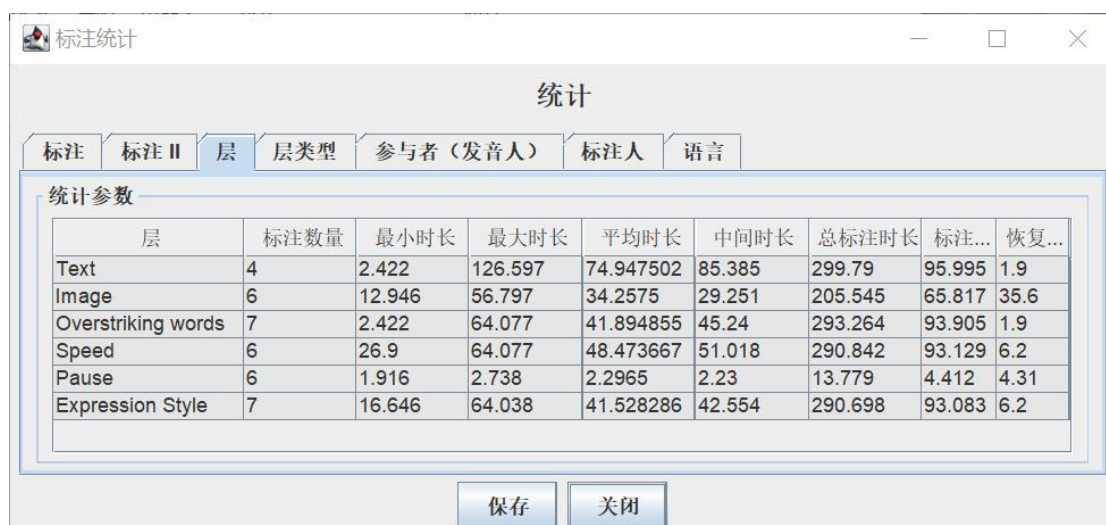 标注统计
统计
标注 标注 II 层 层类型 参与者（发音人） 标注人 语言
统计参数
层 标注数量 最小时长 最大时长 平均时长 中间时长 总标注时长 标注... 恢复...
Text 4 2.422 126.597 74.947502 85.385 299.79 95.995 1.9
Image 6 12.946 56.797 34.2575 29.251 205.545 65.817 35.6
Overstriking words 7 2.422 64.077 41.894855 45.24 293.264 93.905 1.9
Speed 6 26.9 64.077 48.473667 51.018 290.842 93.129 6.2
Pause 6 1.916 2.738 2.2965 2.23 13.779 4.412 4.31
Expression Style 7 16.646 64.038 41.528286 42.554 290.698 93.083 6.2
保存 关闭